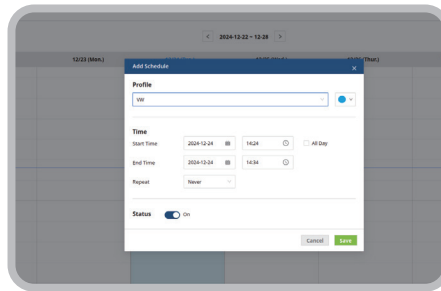 < 2024-12-22 ~ 12-28 >
12/23 (Mon.)
(Thur.)
Add Schedule ×
Profile
vw
Time
Start Time 2024-12-24 14:24 All Day
End Time 2024-12-24 14:34
Repeat Never
Status On
Cancel Save